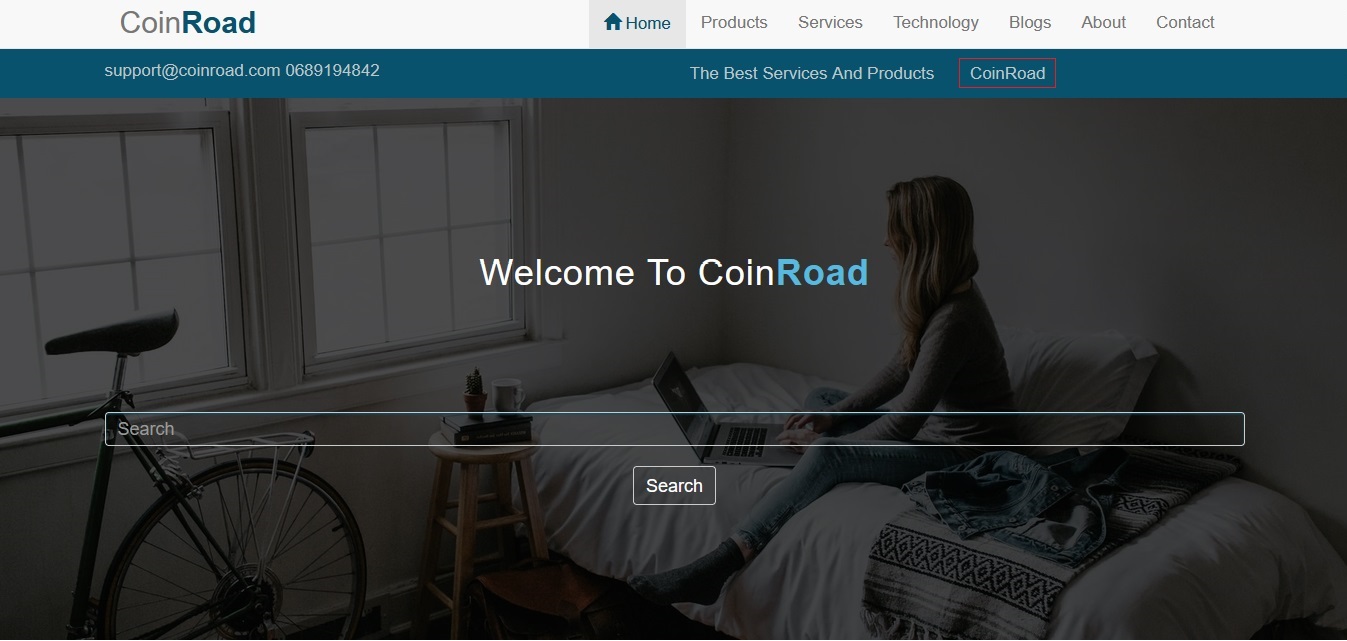 CoinRoad
Home Products Services Technology Blogs About Contact
support@coinroad.com 0689194842
The Best Services And Products CoinRoad
Welcome To CoinRoad
Search
Search